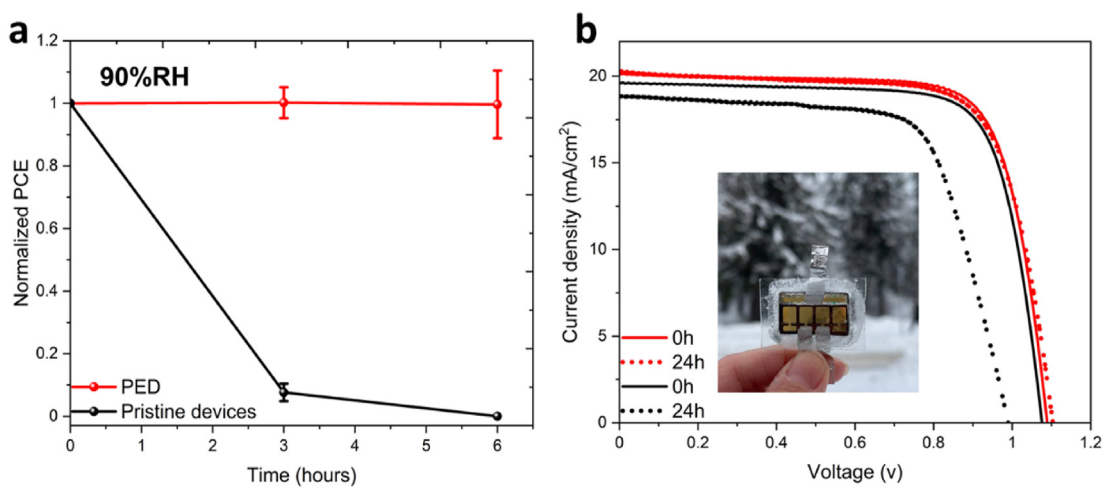 a
90%RH
1.2
1
0.8
0.6
0.4
0.2
0
Normalized PCE
PED
Pristine devices
0 1 2 3 4 5 6
Time (hours)
b
20
15
10
5
0
Current density (mA/cm²)
0h
24h
0h
24h
0 0.2 0.4 0.6 0.8 1 1.2
Voltage (v)